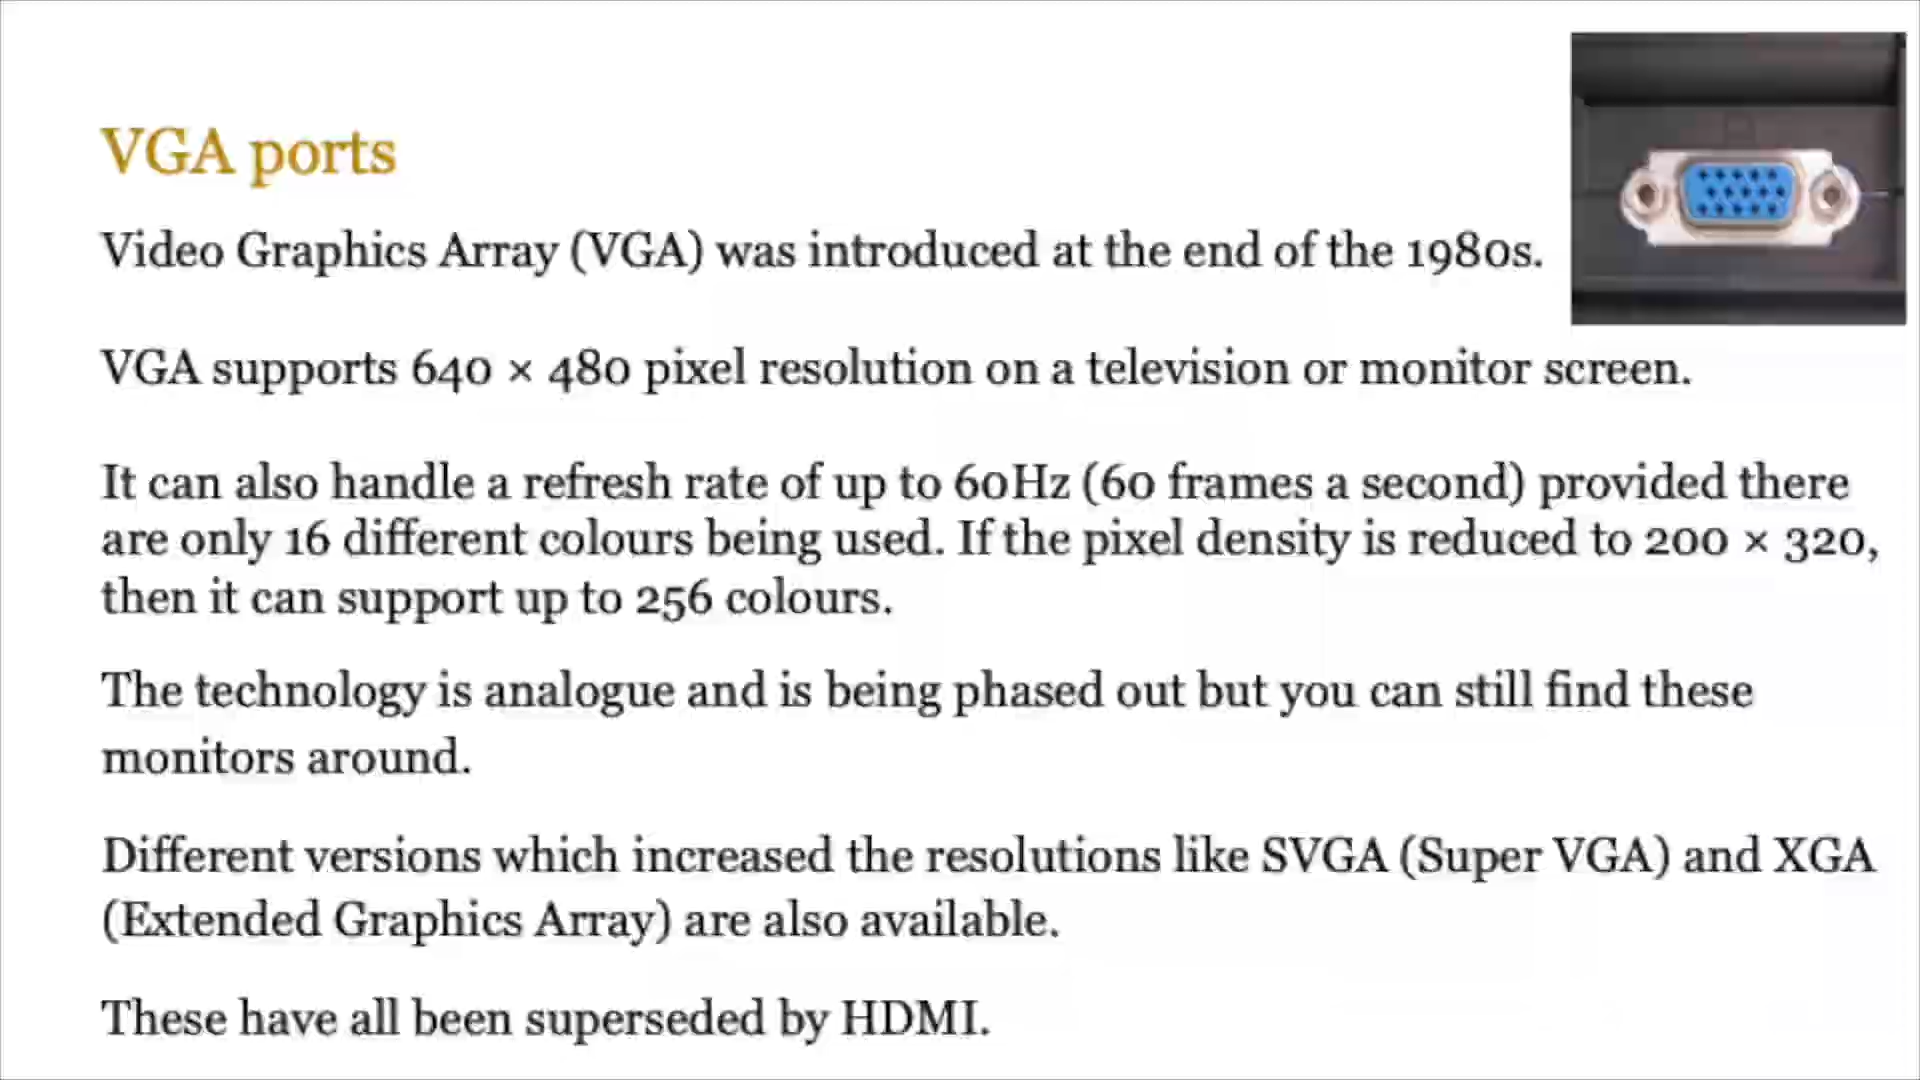 VGA ports
Video Graphics Array (VGA) was introduced at the end of the 1980s.
VGA supports 640 × 480 pixel resolution on a television or monitor screen.
It can also handle a refresh rate of up to 60Hz (60 frames a second) provided there
are only 16 different colours being used. If the pixel density is reduced to 200 × 320,
then it can support up to 256 colours.
The technology is analogue and is being phased out but you can still find these
monitors around.
Different versions which increased the resolutions like SVGA (Super VGA) and XGA
(Extended Graphics Array) are also available.
These have all been superseded by HDMI.